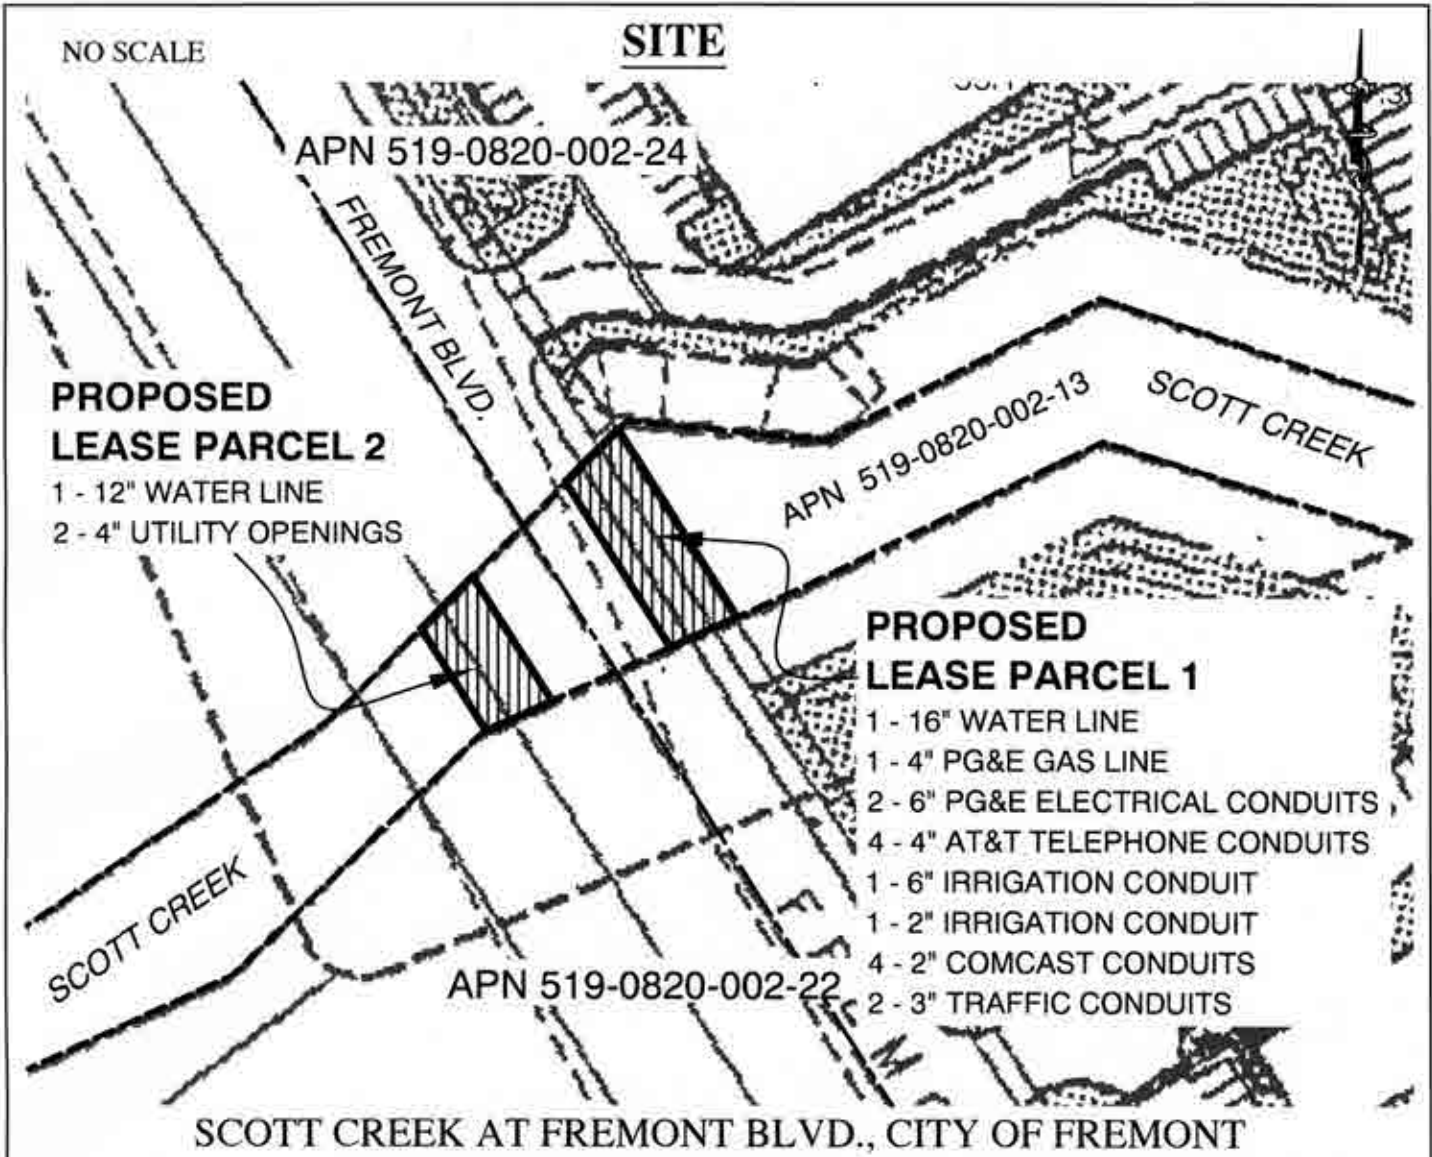 SITE
NO SCALE
APN 519-0820-002-24
FREMONT BLVD.
PROPOSED
LEASE PARCEL 2
1 - 12" WATER LINE
2 - 4" UTILITY OPENINGS
APN 519-0820-002-13
SCOTT CREEK
PROPOSED
LEASE PARCEL 1
1 - 16" WATER LINE
1 - 4" PG&E GAS LINE
2 - 6" PG&E ELECTRICAL CONDUITS
4 - 4" AT&T TELEPHONE CONDUITS
1 - 6" IRRIGATION CONDUIT
1 - 2" IRRIGATION CONDUIT
4 - 2" COMCAST CONDUITS
2 - 3" TRAFFIC CONDUITS
SCOTT CREEK
APN 519-0820-002-22
SCOTT CREEK AT FREMONT BLVD., CITY OF FREMONT